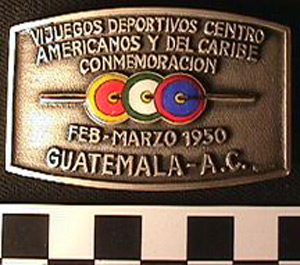 VI JUEGOS DEPORTIVOS CENTRO
AMERICANOS Y DEL CARIBE
CONMEMORACION
FEB-MARZO 1950
GUATEMALA-A.C.